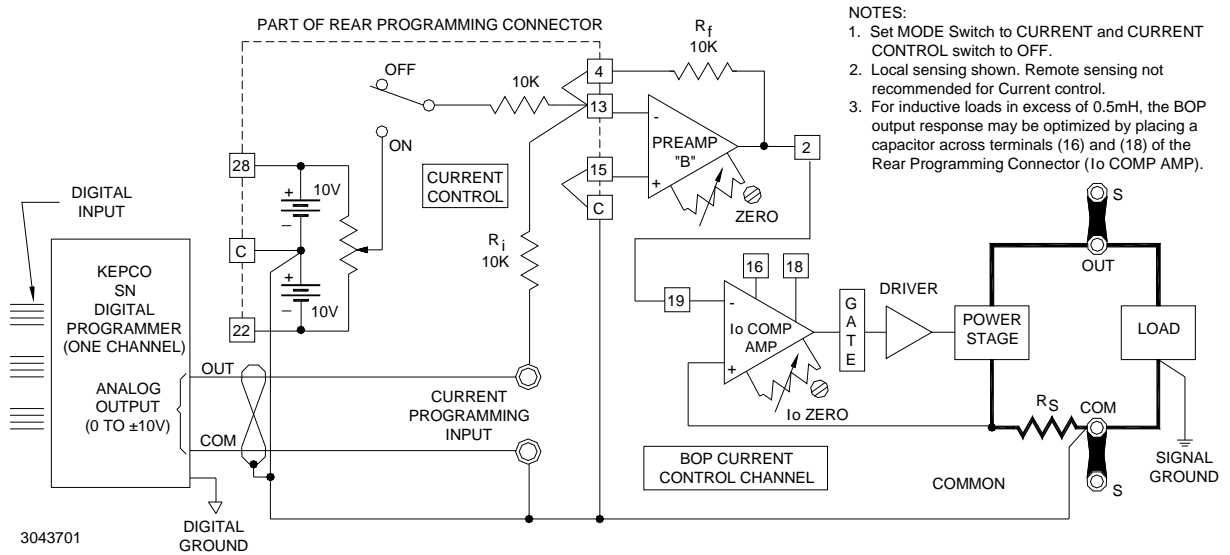 PART OF REAR PROGRAMMING CONNECTOR
NOTES:
1. Set MODE Switch to CURRENT and CURRENT
CONTROL switch to OFF.
2. Local sensing shown. Remote sensing not
recommended for Current control.
3. For inductive loads in excess of 0.5mH, the BOP
output response may be optimized by placing a
capacitor across terminals (16) and (18) of the
Rear Programming Connector (Io COMP AMP).
Rf
10K
4
OFF
10K
13
-
PREAMP
"B"
+
2
ON
28
15
C
ZERO
CURRENT
CONTROL
DIGITAL
INPUT
+
10V
–
C
+
10V
–
22
Ri
10K
KEPCO
SN
DIGITAL
PROGRAMMER
(ONE CHANNEL)
ANALOG
OUTPUT
(0 TO ±10V)
OUT
COM
CURRENT
PROGRAMMING
INPUT
16
18
19
-
Io COMP
AMP
+
Io ZERO
GATE
DRIVER
POWER
STAGE
S
OUT
LOAD
RS
COM
S
SIGNAL
GROUND
BOP CURRENT
CONTROL CHANNEL
COMMON
DIGITAL
GROUND
3043701